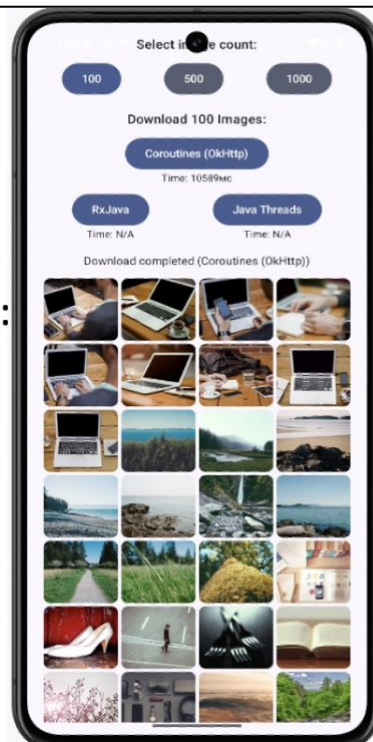 Select image count:
100 500 1000
Download 100 Images:
Coroutines (OkHttp)
Time: 10589мс
RxJava Java Threads
Time: N/A Time: N/A
Download completed (Coroutines (OkHttp))
: